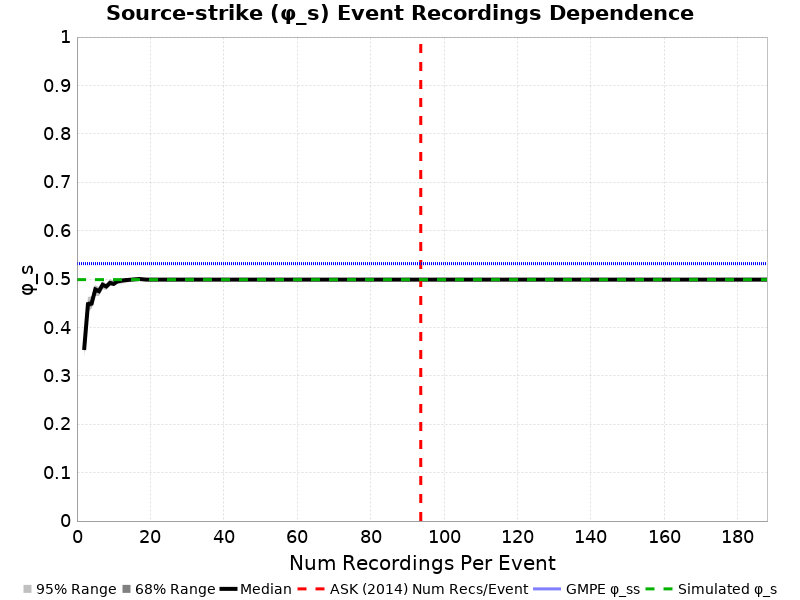 Source-strike (φ_s) Event Recordings Dependence
1
0.9
0.8
0.7
0.6
0.5
0.4
0.3
0.2
0.1
0
φ_s
0 20 40 60 80 100 120 140 160 180
Num Recordings Per Event
95% Range 68% Range Median ASK (2014) Num Recs/Event GMPE φ_ss Simulated φ_s